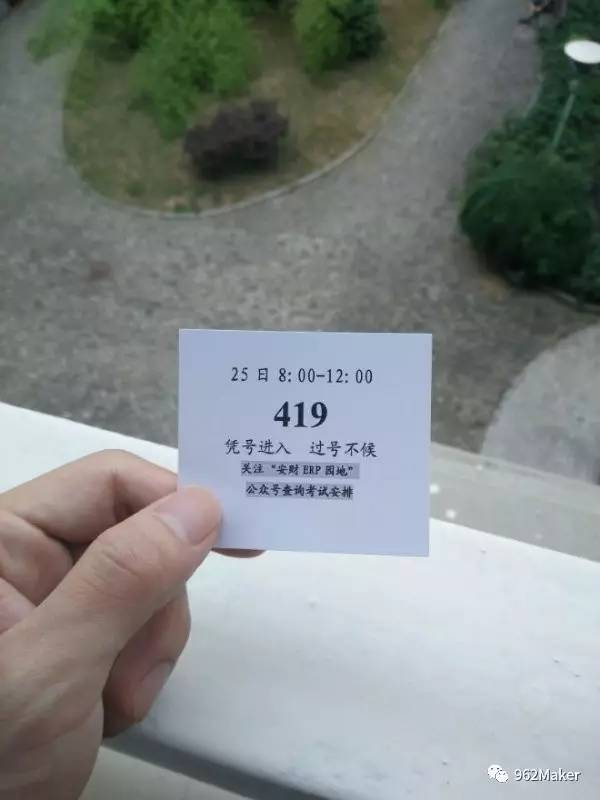 25 日 8:00-12:00
419
凭号进入 过号不候
关注“安财 ERP 园地”
公众号查询考试安排
962Maker